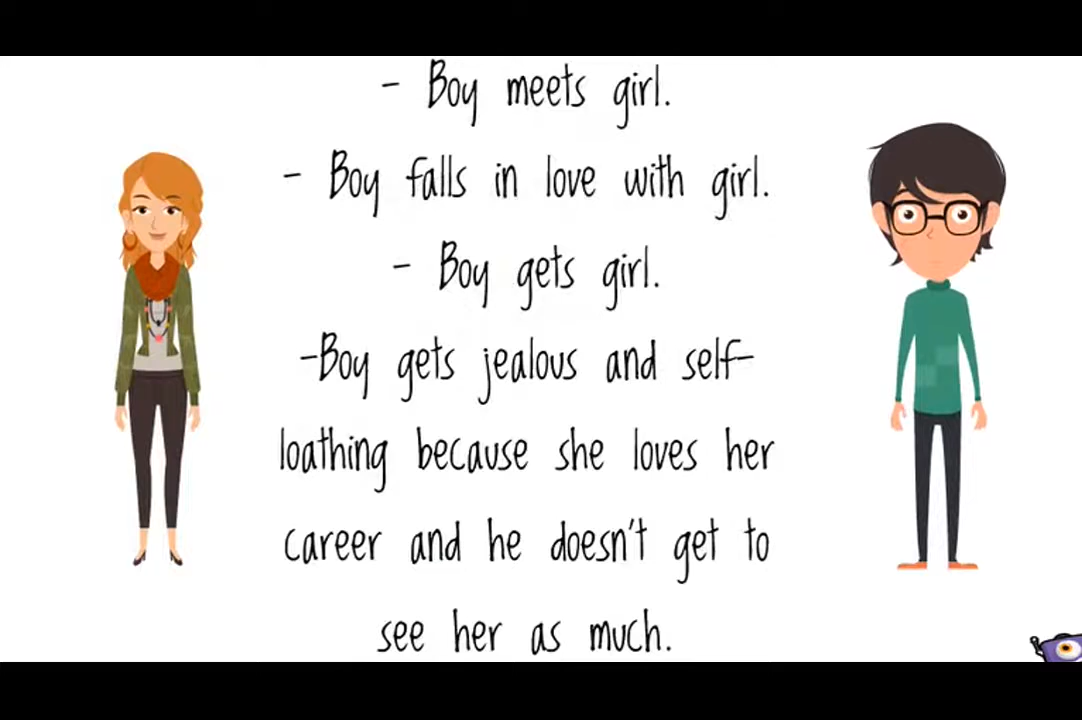 - Boy meets girl.
- Boy falls in love with girl.
- Boy gets girl.
-Boy gets jealous and self-
loathing because she loves her
career and he doesn't get to
see her as much.